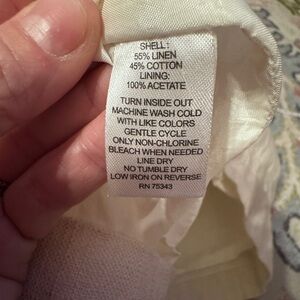 SHELL:
55% LINEN
45% COTTON
LINING:
100% ACETATE
TURN INSIDE OUT
MACHINE WASH COLD
WITH LIKE COLORS
GENTLE CYCLE
ONLY NON-CHLORINE
BLEACH WHEN NEEDED
LINE DRY
NO TUMBLE DRY
LOW IRON ON REVERSE
RN 75343